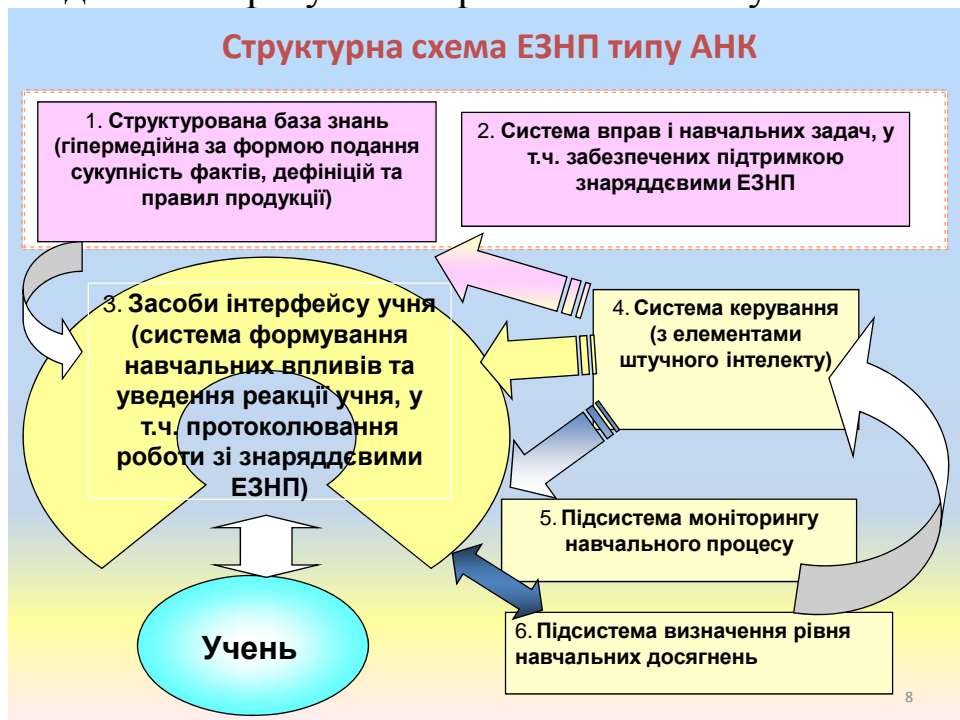 Структурна схема ЕЗНП типу АНК
1. Структурована база знань
(гіпермедійна за формою подання
сукупність фактів, дефініцій та
правил продукції)
2. Система вправ і навчальних задач, у
т.ч. забезпечених підтримкою
знаряддєвими ЕЗНП
3. Засоби інтерфейсу учня
(система формування
навчальних впливів та
уведення реакції учня, у
т.ч. протоколювання
роботи зі знаряддєвими
ЕЗНП)
4. Система керування
(з елементами
штучного інтелекту)
5. Підсистема моніторингу
навчального процесу
6. Підсистема визначення рівня
навчальних досягнень
Учень
8